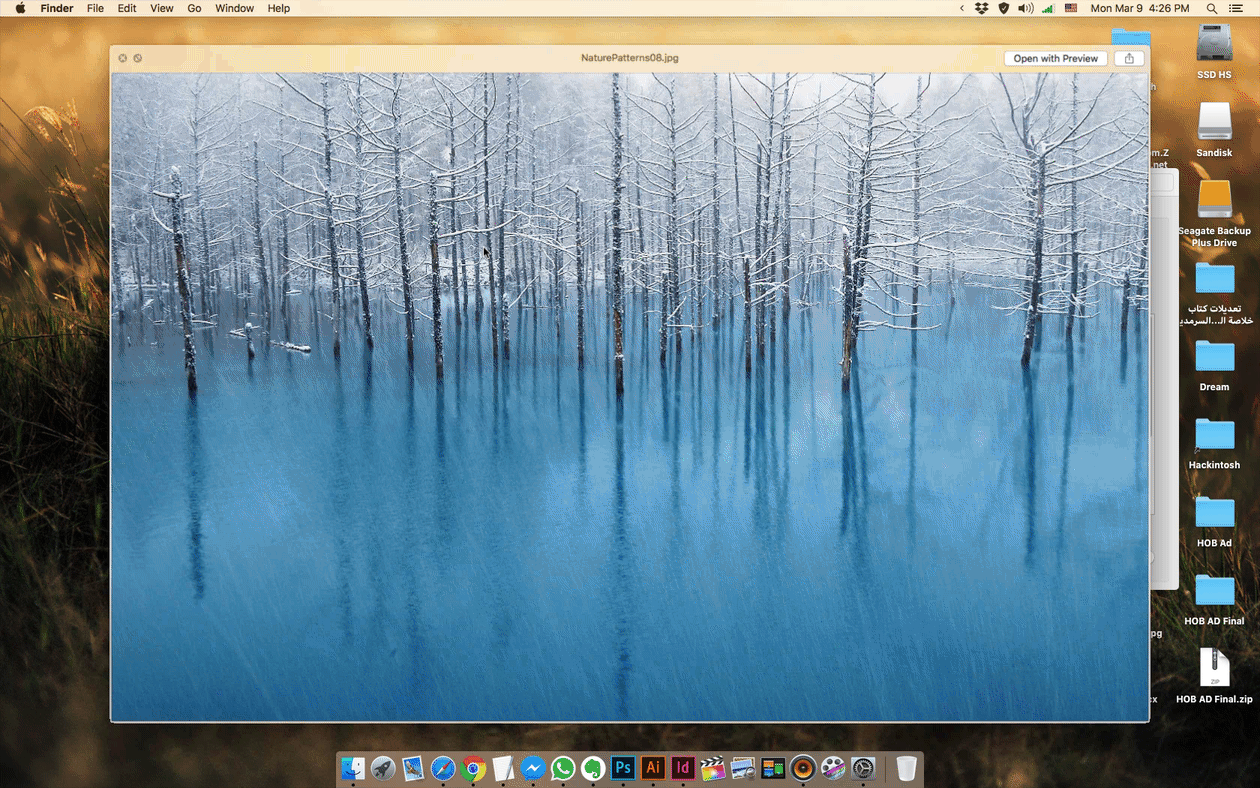 Finder File Edit View Go Window Help
Mon Mar 9 4:26 PM
NaturePatterns08.jpg
Open with Preview
h
m.Z
.net
pg
cx
SSD HS
Sandisk
Seagate Backup
Plus Drive
تعديلات كتاب
خلاصة ال...السرمدي
Dream
Hackintosh
HOB Ad
HOB AD Final
ZIP
HOB AD Final.zip
Ps Ai Id